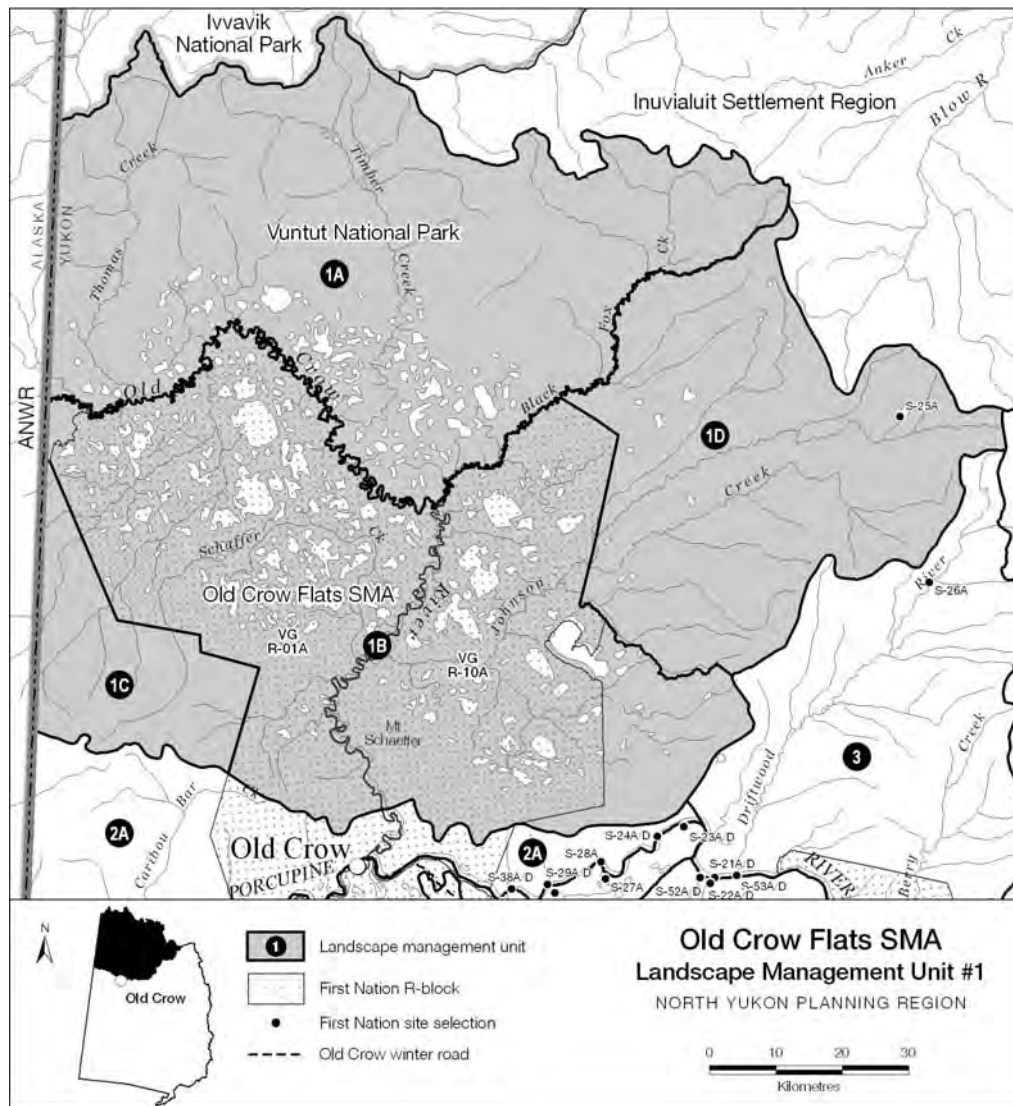 Ivvavik
National Park
Anker
Ck
Inuvialuit Settlement Region
Blow R
Creek
Timber
Creek
Thomas
ALASKA
YUKON
Vuntut National Park
1A
Ck
Fox
Black
Old
Crow
ANWR
S-25A
1D
Creek
Schaffer
Ck
River
Old Crow Flats SMA
Johnson
River
S-26A
VG
R-01A
1B
VG
R-10A
1C
Mt
Schaeffer
3
Creek
Driftwood
2A
Caribou
Bar
Ck
Old Crow
PORCUPINE
2A
S-24A/D
S-23A/D
S-28A
S-38A/D
S-29A/D
S-27A
S-21A/D
S-52A/D
S-53A/D
S-22A/D
RIVER
Berry
N
Old Crow
1
Landscape management unit
First Nation R-block
First Nation site selection
Old Crow winter road
Old Crow Flats SMA
Landscape Management Unit #1
NORTH YUKON PLANNING REGION
0 10 20 30
Kilometres